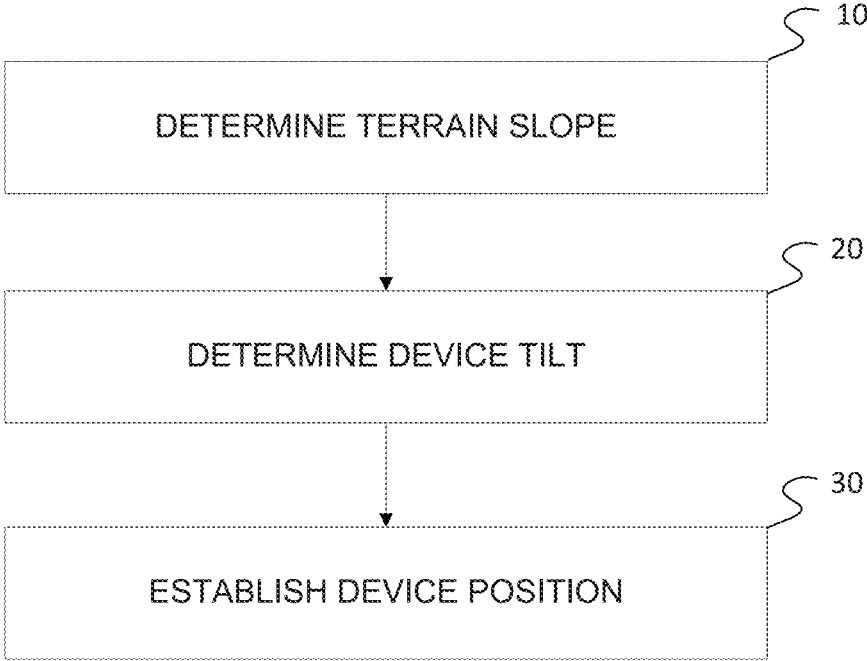 10
DETERMINE TERRAIN SLOPE
20
DETERMINE DEVICE TILT
30
ESTABLISH DEVICE POSITION